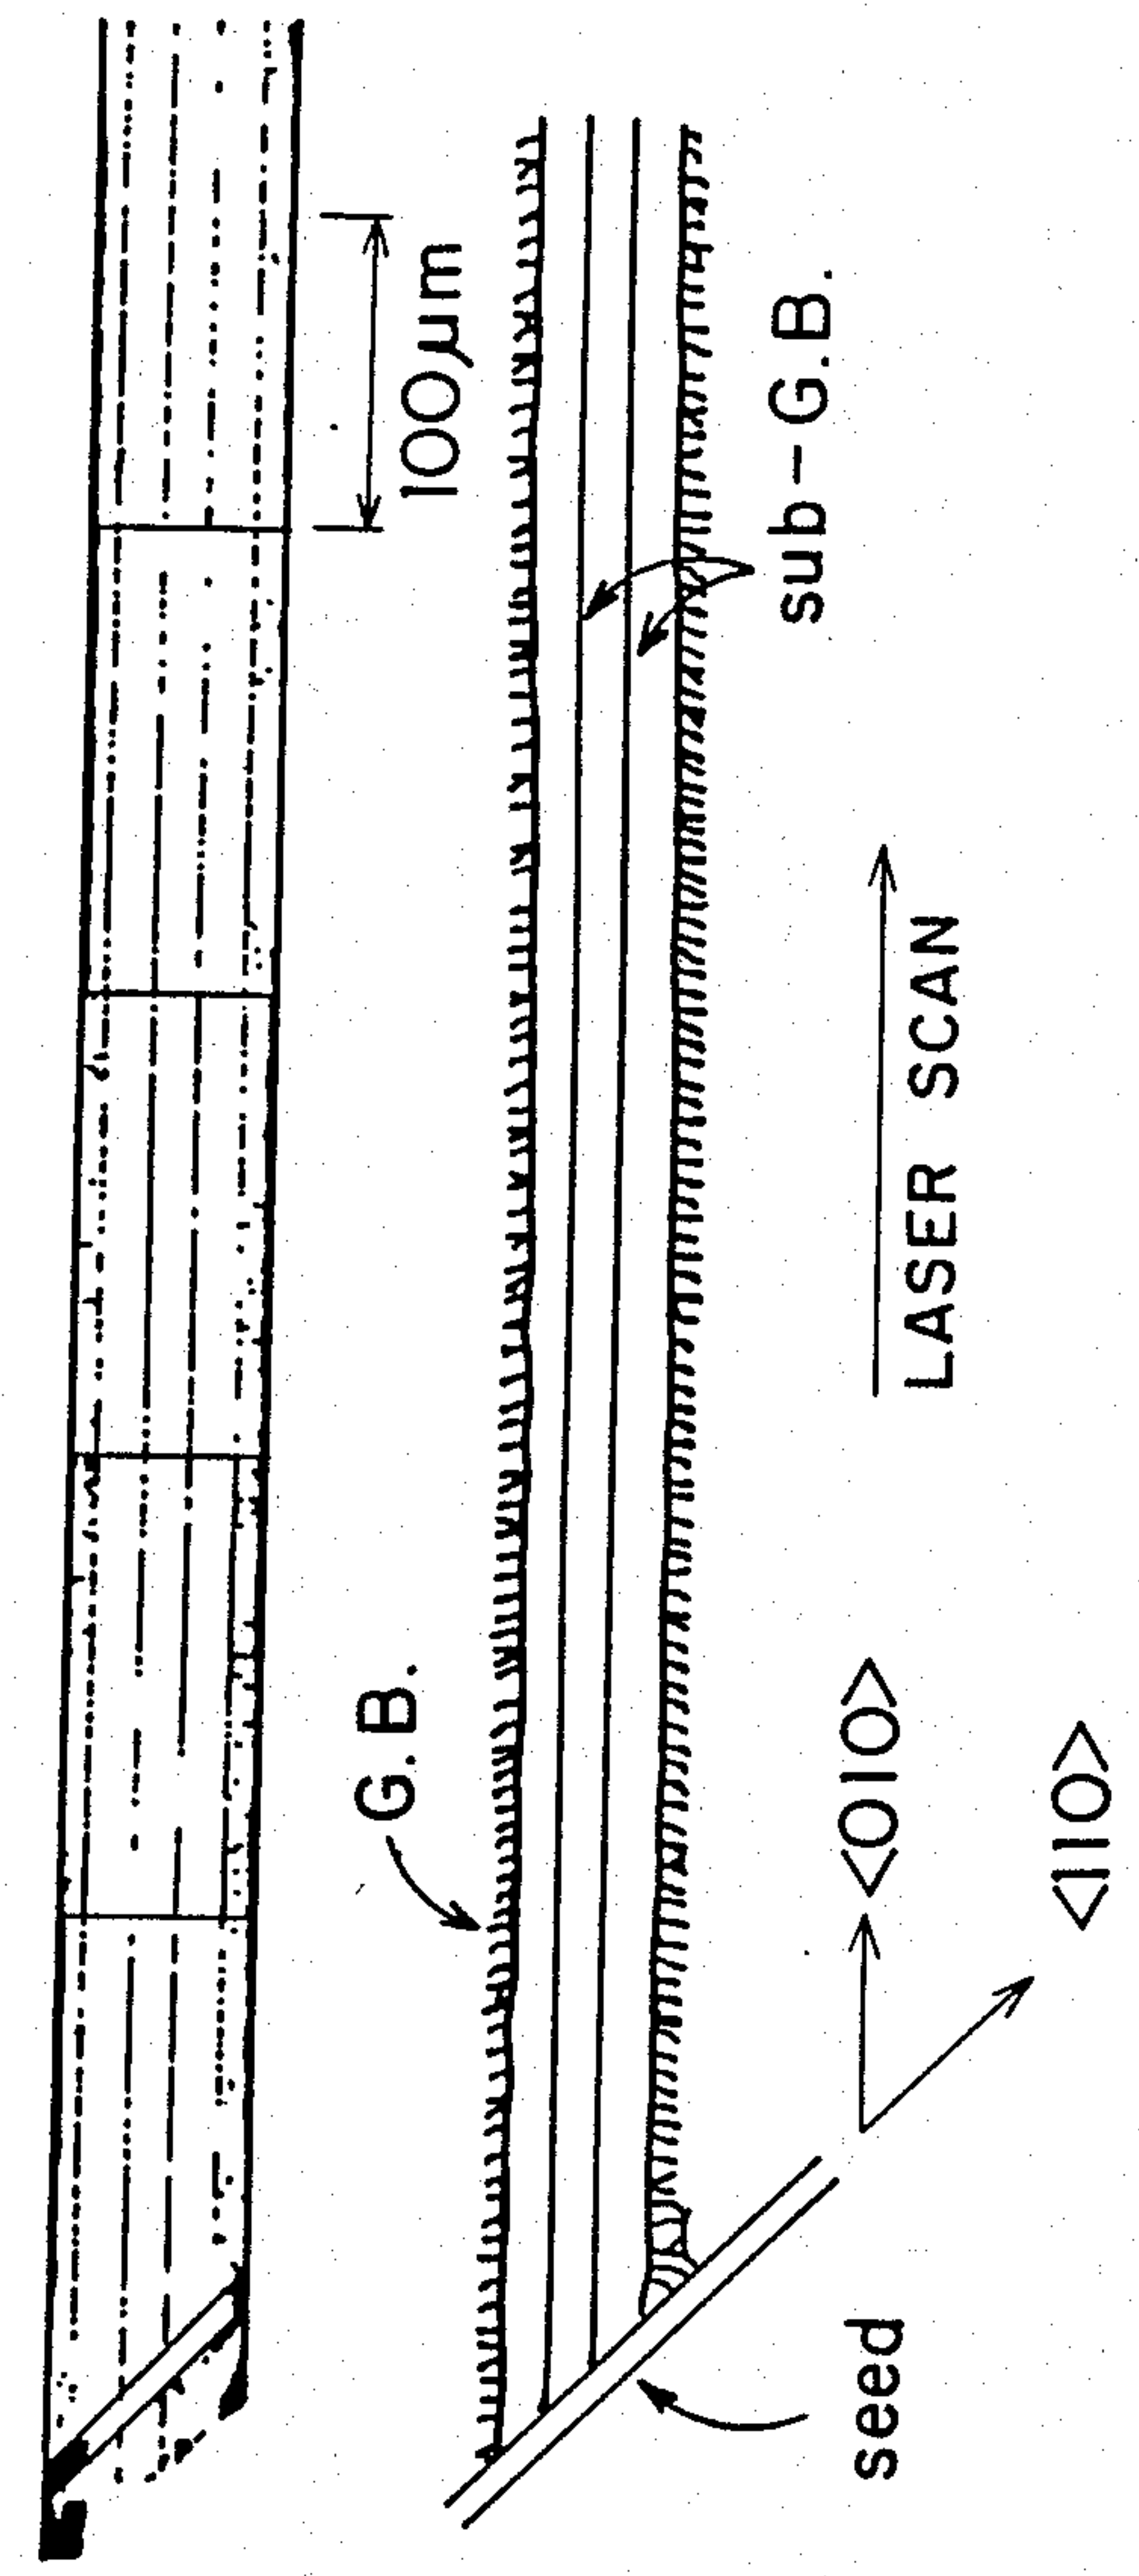 100μm
G.B.
sub-G.B.
LASER SCAN
<010>
<110>
seed